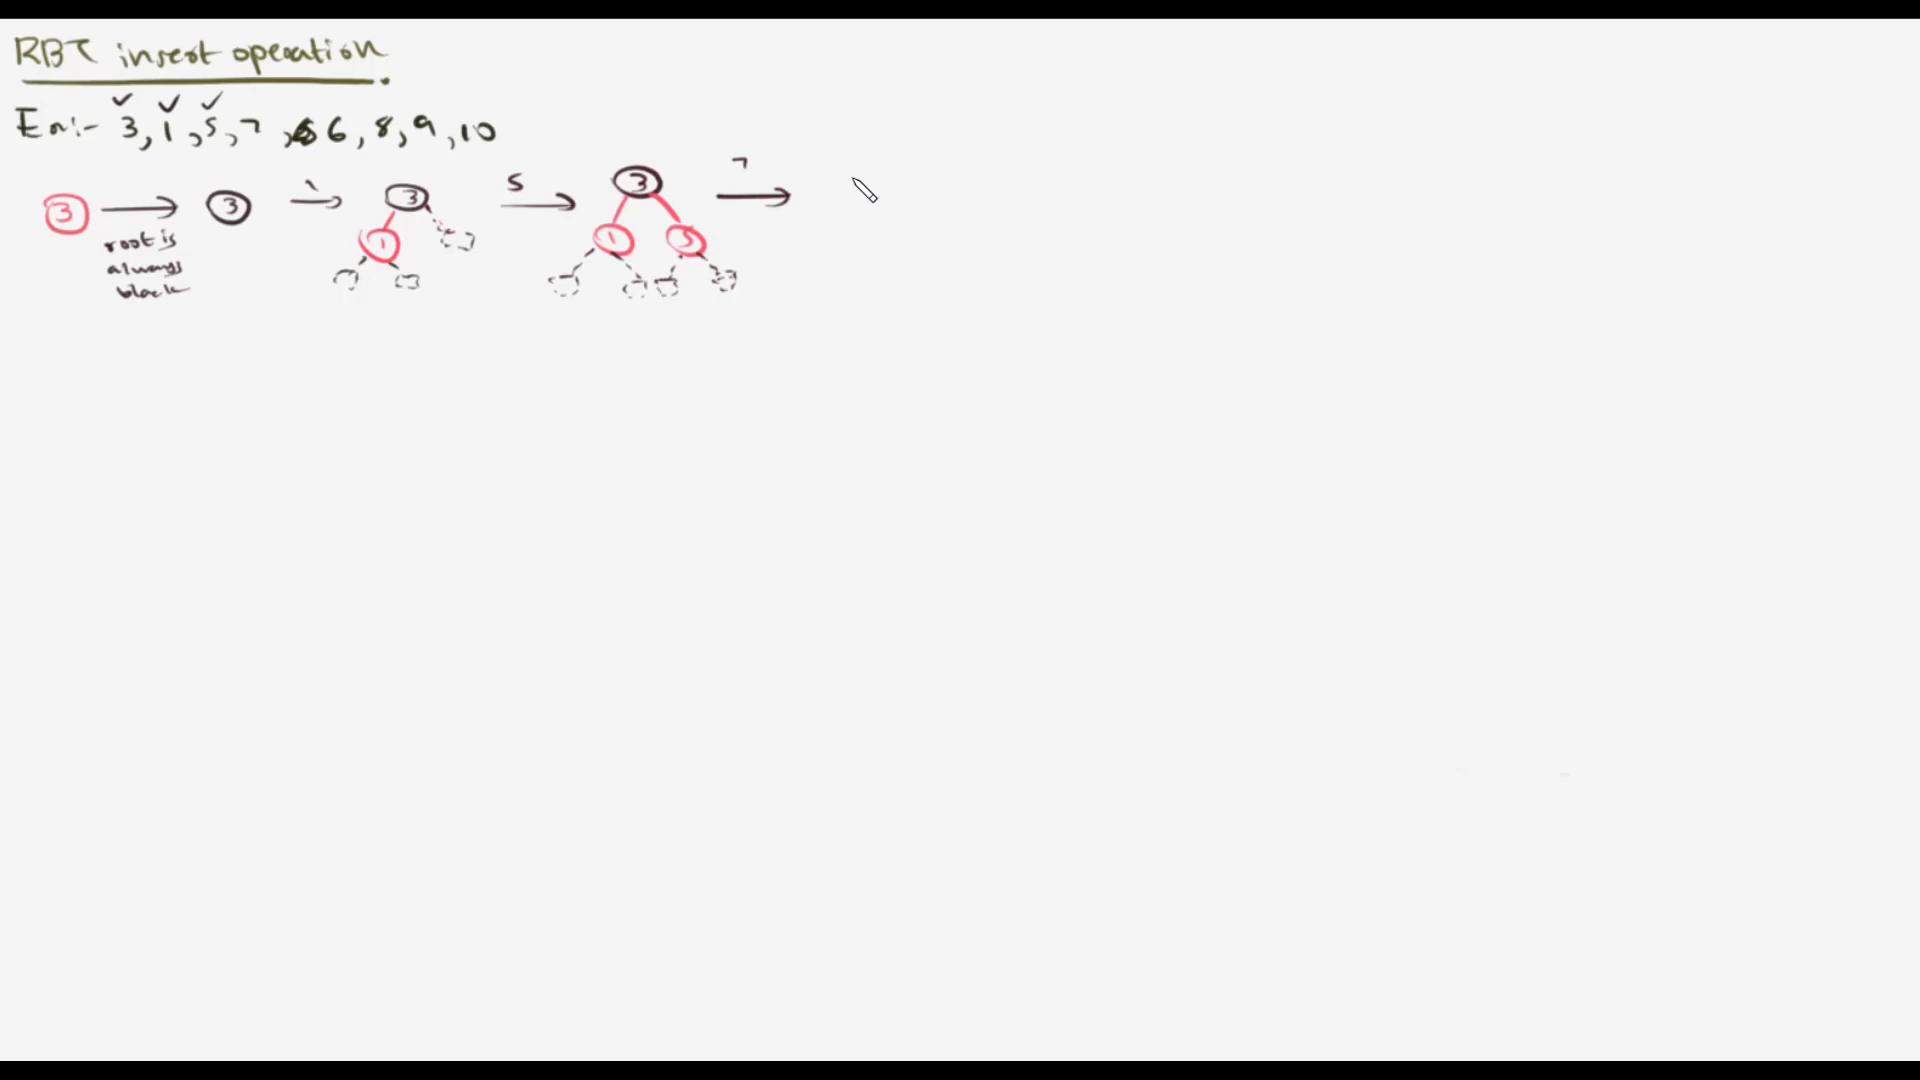 RBT insert operation.
Ex:- 3, 1, 5, 7, 6, 8, 9, 10
3 → 3 1 → 3 5 → 3 7 →
1 1 5
root is
always
black